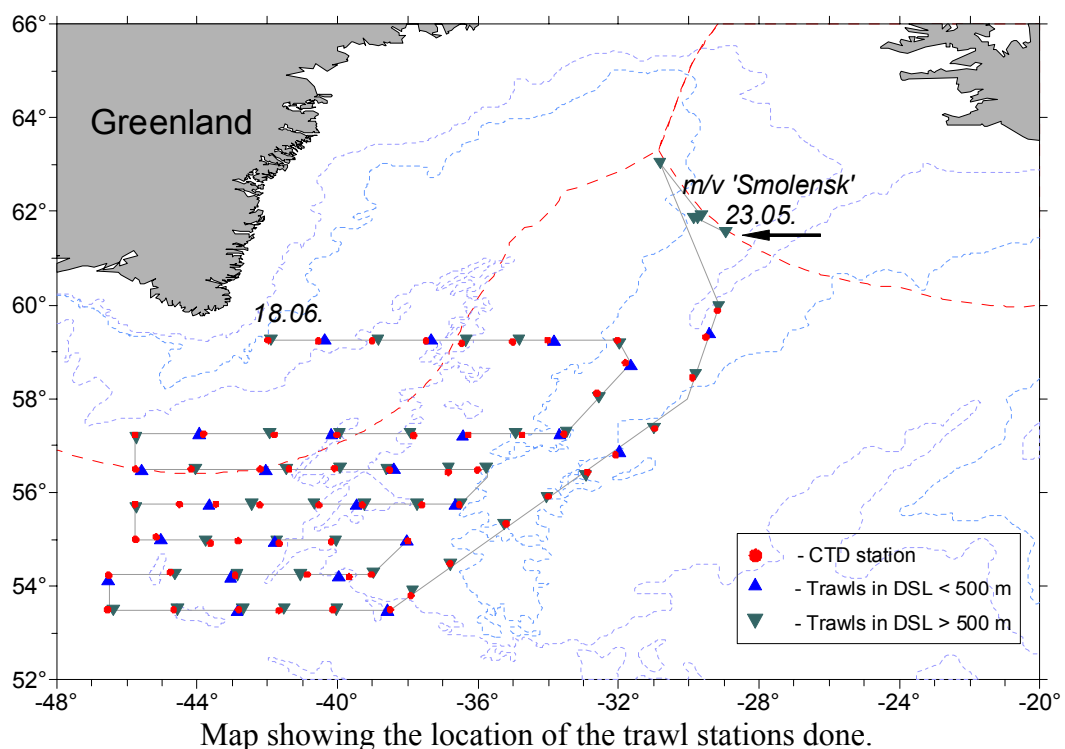 66°
64°
62°
60°
58°
56°
54°
52°
Greenland
m/v 'Smolensk'
23.05.
18.06.
- CTD station
- Trawls in DSL < 500 m
- Trawls in DSL > 500 m
-48 -44 -40 -36 -32 -28 -24 -20°
Map showing the location of the trawl stations done.